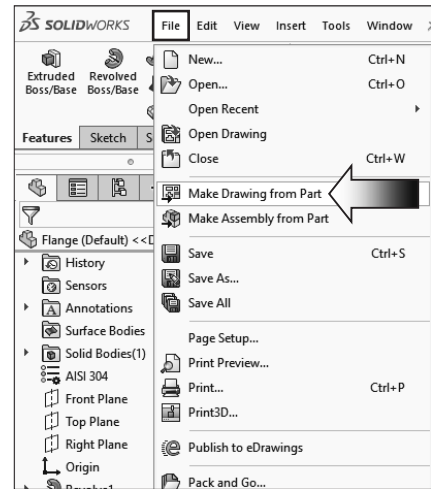 SOLIDWORKS File Edit View Insert Tools Window
Extruded Boss/Base
Revolved Boss/Base
Features Sketch S
Flange (Default) <<D
History
Sensors
Annotations
Surface Bodies
Solid Bodies(1)
AISI 304
Front Plane
Top Plane
Right Plane
Origin
Revolve1
New... Ctrl+N
Open... Ctrl+O
Open Recent
Open Drawing
Close Ctrl+W
Make Drawing from Part
Make Assembly from Part
Save Ctrl+S
Save As...
Save All
Page Setup...
Print Preview...
Print... Ctrl+P
Print3D...
Publish to eDrawings
Pack and Go...